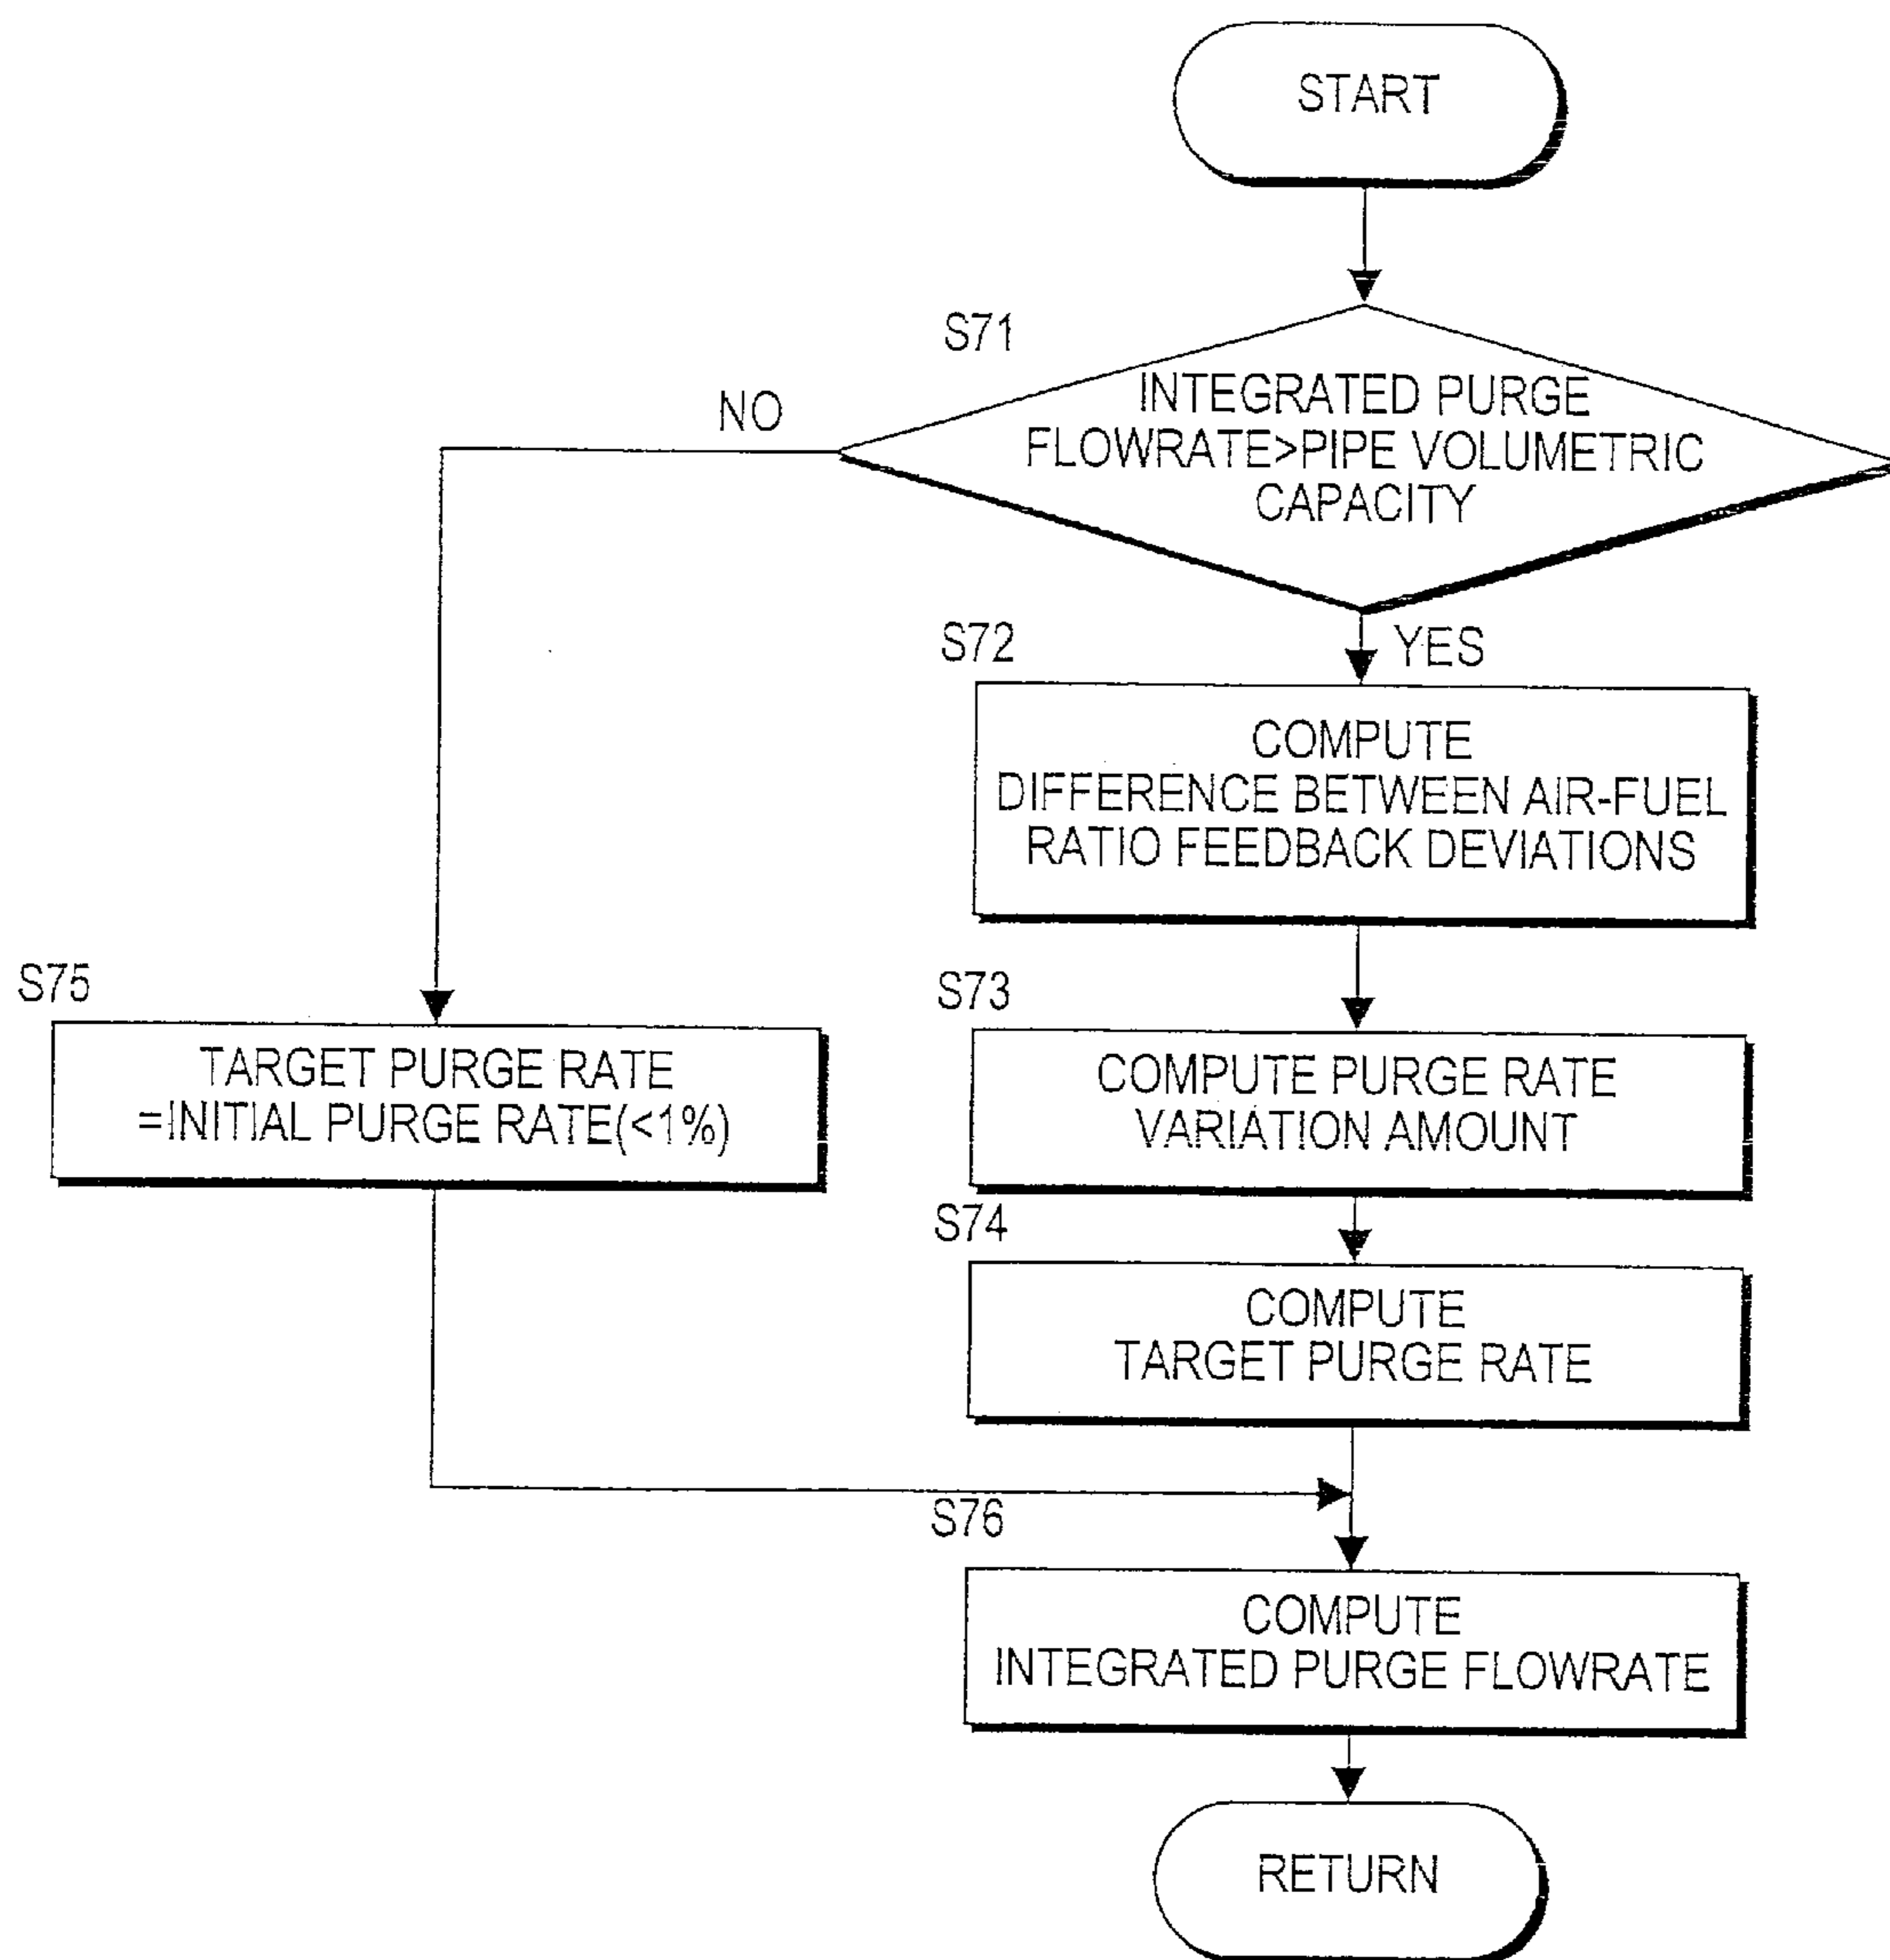 START
S71
INTEGRATED PURGE
FLOWRATE>PIPE VOLUMETRIC
CAPACITY
NO
YES
S72
COMPUTE
DIFFERENCE BETWEEN AIR-FUEL
RATIO FEEDBACK DEVIATIONS
S73
COMPUTE PURGE RATE
VARIATION AMOUNT
S75
TARGET PURGE RATE
=INITIAL PURGE RATE(<1%)
S74
COMPUTE
TARGET PURGE RATE
S76
COMPUTE
INTEGRATED PURGE FLOWRATE
RETURN